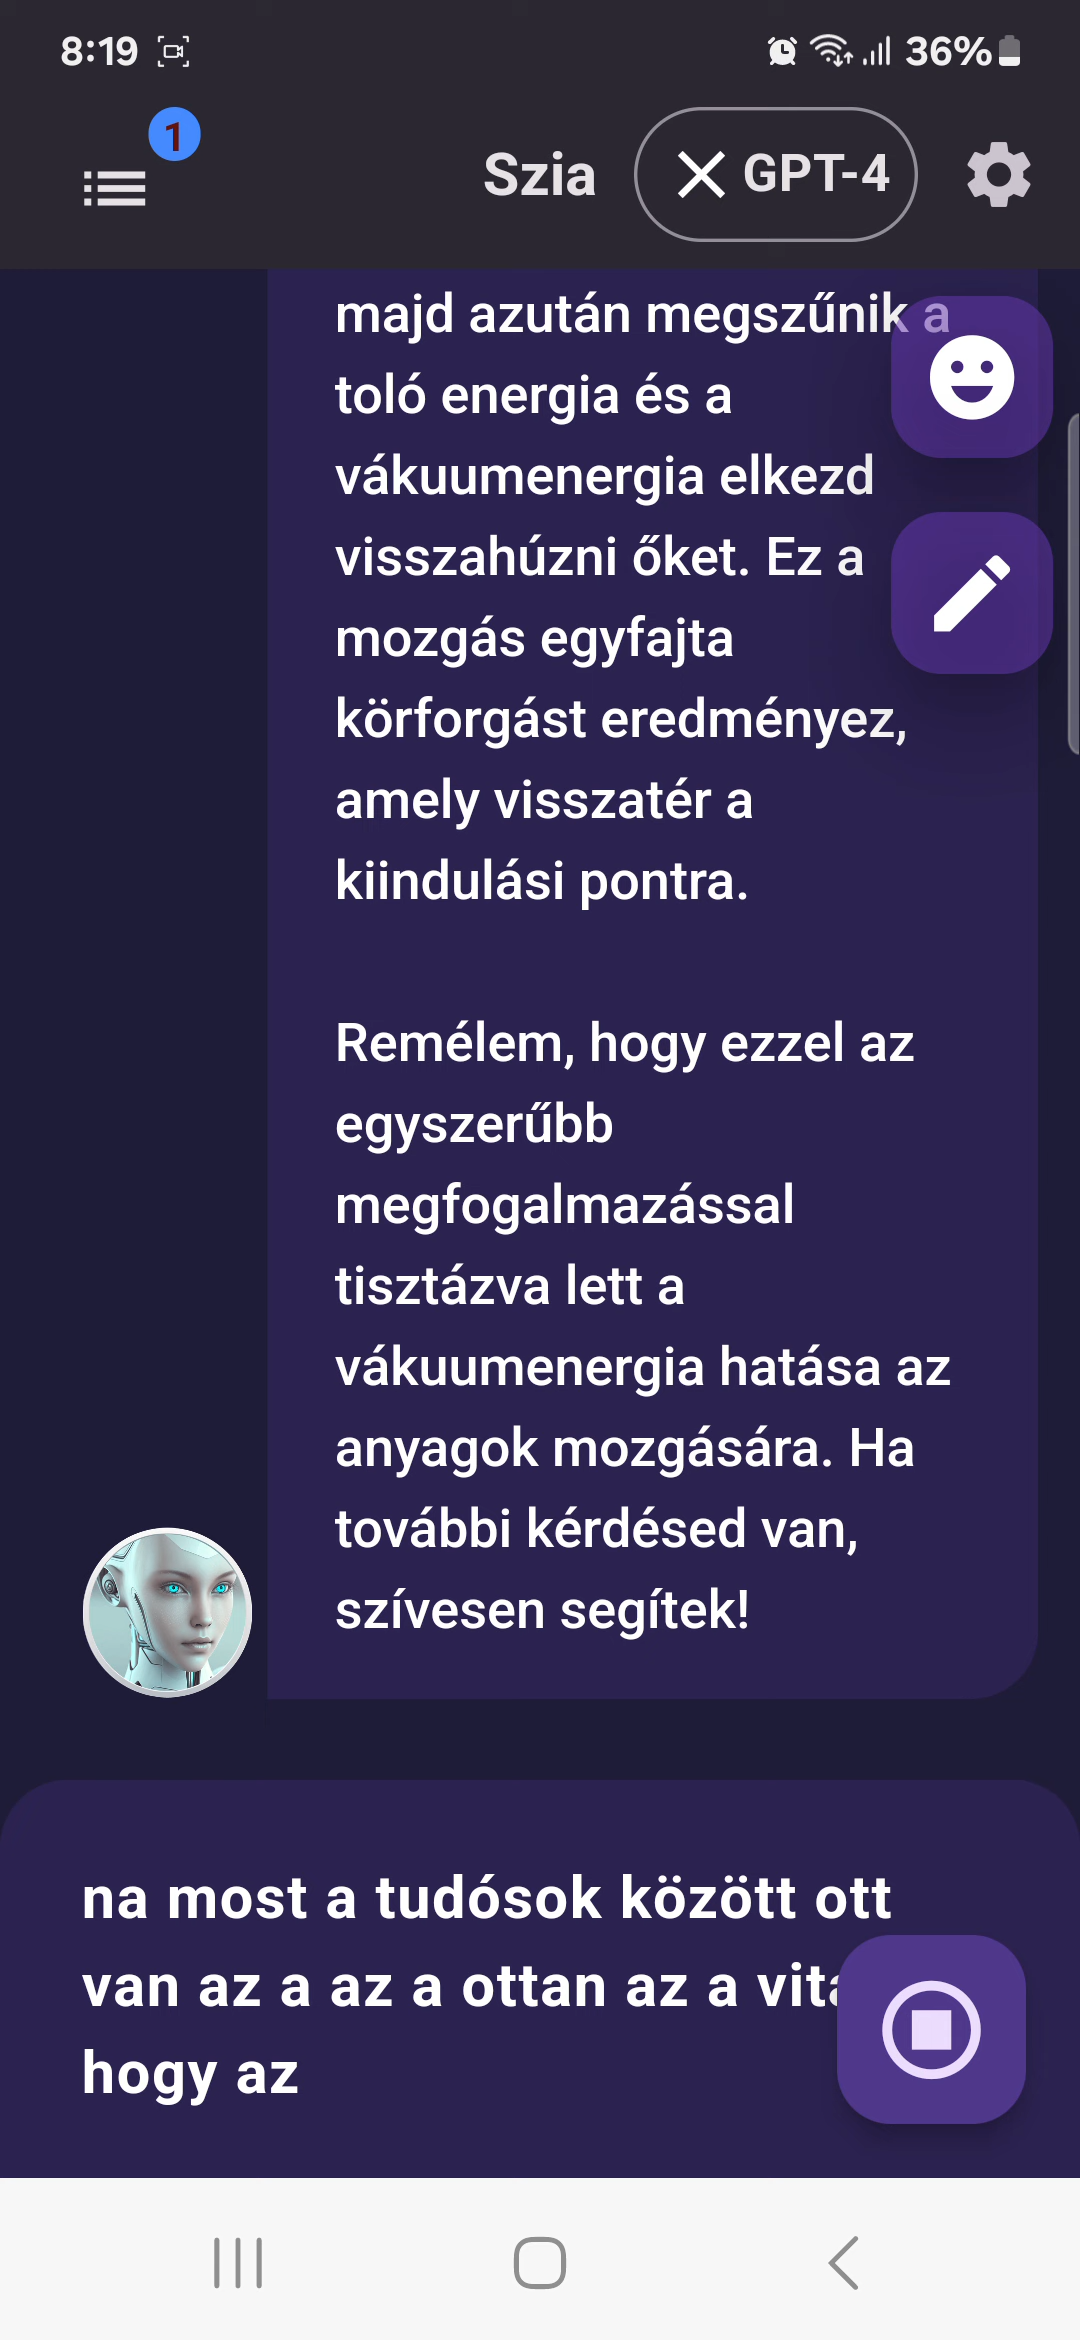 8:19 36%
1
Szia GPT-4
majd azután megszűnik a
toló energia és a
vákuumenergia elkezd
visszahúzni őket. Ez a
mozgás egyfajta
körforgást eredményez,
amely visszatér a
kiindulási pontra.
Remélem, hogy ezzel az
egyszerűbb
megfogalmazással
tisztázva lett a
vákuumenergia hatása az
anyagok mozgására. Ha
további kérdésed van,
szívesen segítek!
na most a tudósok között ott
van az a az a ottan az a vita
hogy az